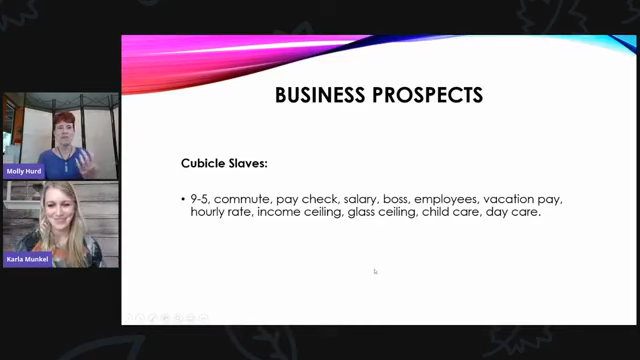 BUSINESS PROSPECTS
Cubicle Slaves:
• 9-5, commute, pay check, salary, boss, employees, vacation pay,
hourly rate, income ceiling, glass ceiling, child care, day care.
Molly Hurd
Karla Munkel